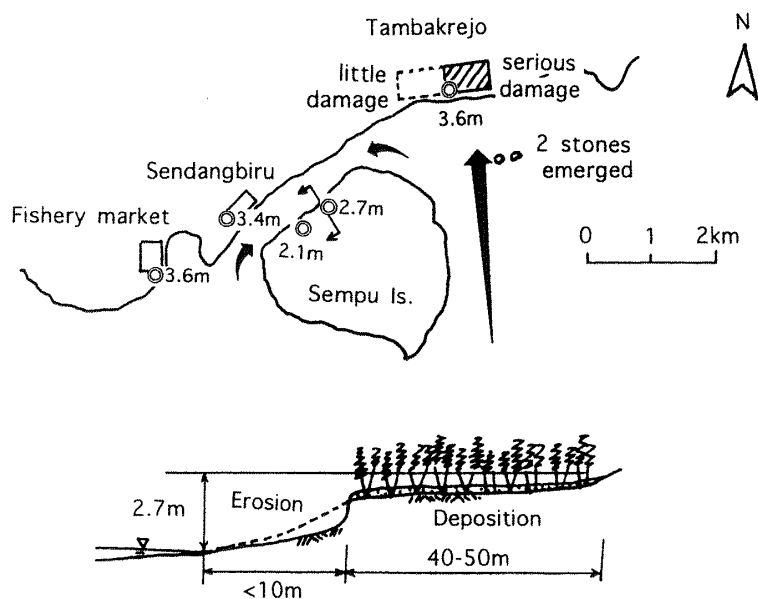 Tambakrejo
N
little
damage
serious
damage
3.6m
2 stones
emerged
Sendangbiru
Fishery market
3.4m
2.7m
2.1m
3.6m
0 1 2km
Sempu Is.
2.7m
Erosion
Deposition
<10m
40-50m